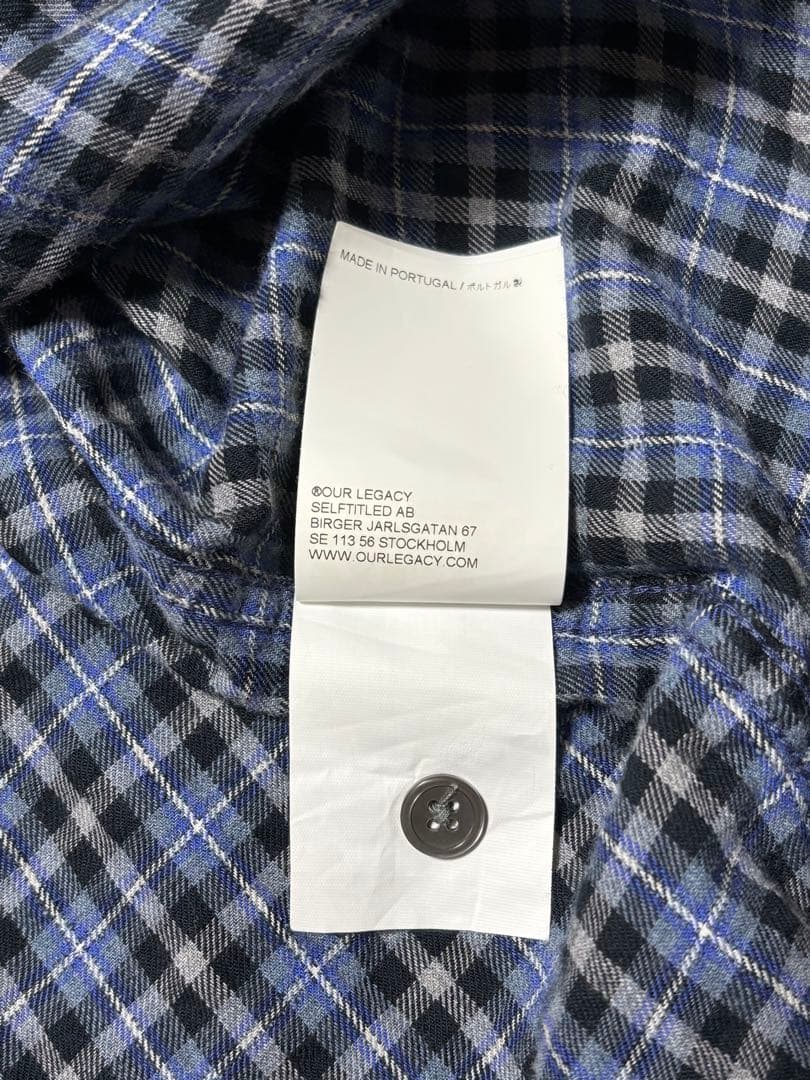 MADE IN PORTUGAL / ポルトガル製
®OUR LEGACY
SELFTITLED AB
BIRGER JARLSGATAN 67
SE 113 56 STOCKHOLM
WWW.OURLEGACY.COM